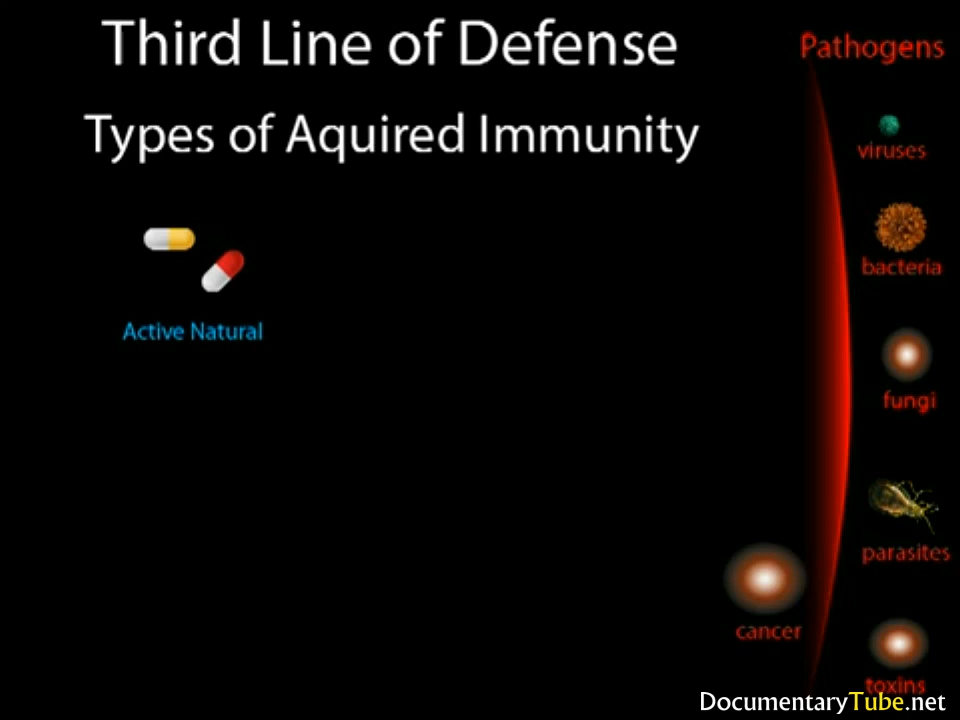 Third Line of Defense
Types of Aquired Immunity
Active Natural
Pathogens
viruses
bacteria
fungi
parasites
cancer
toxins
DocumentaryTube.net